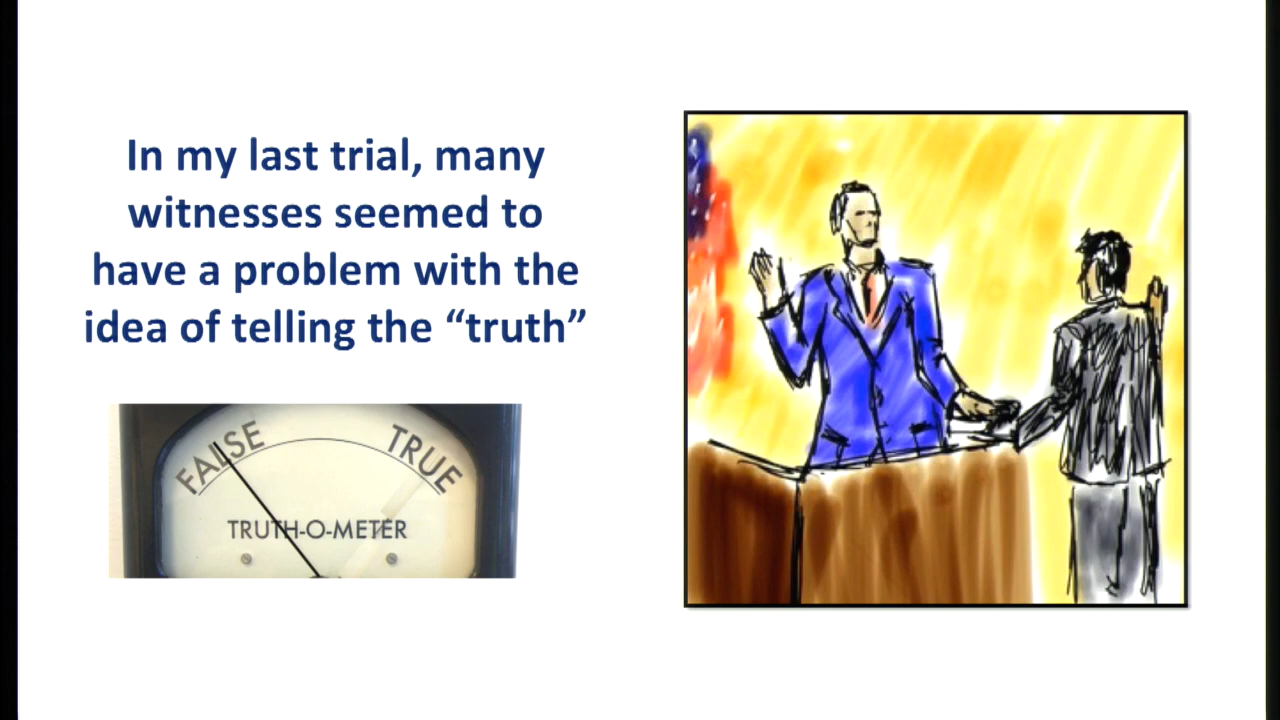 In my last trial, many
witnesses seemed to
have a problem with the
idea of telling the “truth”
FALSE
TRUE
TRUTH-O-METER